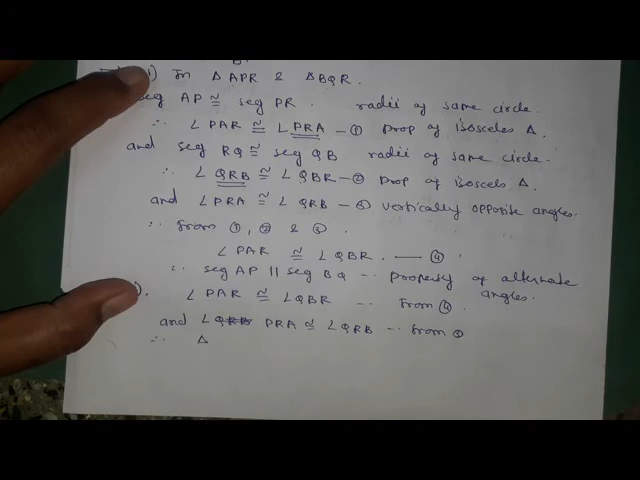 i) In △ APR & △ BQR.
seg AP ≅ seg PR. radii of same circle.
∴ ∠ PAR ≅ ∠ PRA — ① prop of isosceles △.
and seg RQ ≅ seg QB radii of same circle.
∴ ∠ QRB ≅ ∠ QBR — ② prop of isoscels △.
and ∠ PRA ≅ ∠ QRB — ③ vertically opposite angles.
∴ from ①, ② & ③.
∠ PAR ≅ ∠ QBR. — ④
∴ seg AP || seg BQ -- property of alternate angles.
). ∠ PAR ≅ ∠ QBR -- from ④.
and ∠ PRA ≅ ∠ QRB -- from ③
∴ △